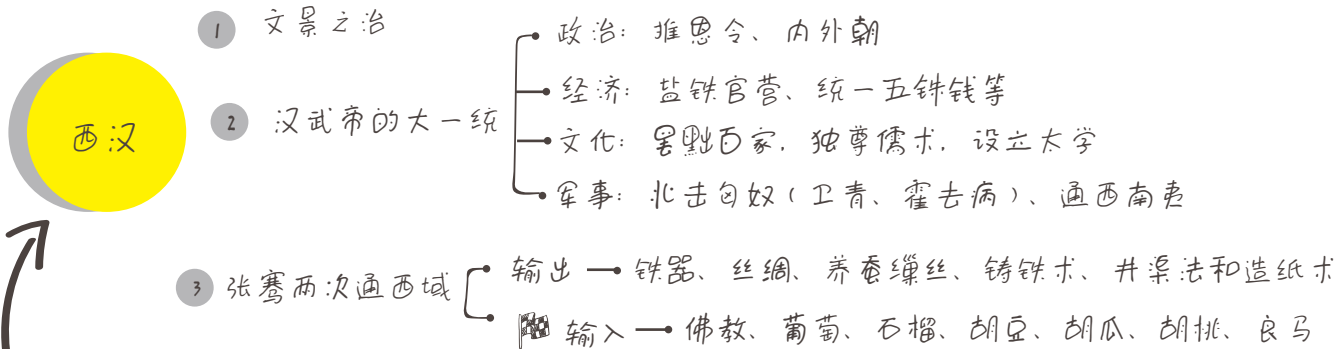 1 文景之治
政治：推恩令、内外朝
经济：盐铁官营、统一五铢钱等
西汉
2 汉武帝的大一统
文化：罢黜百家，独尊儒术，设立太学
军事：北击匈奴（卫青、霍去病）、通西南夷
3 张骞两次通西域
输出 铁器、丝绸、养蚕缫丝、铸铁术、井渠法和造纸术
输入 佛教、葡萄、石榴、胡豆、胡瓜、胡桃、良马